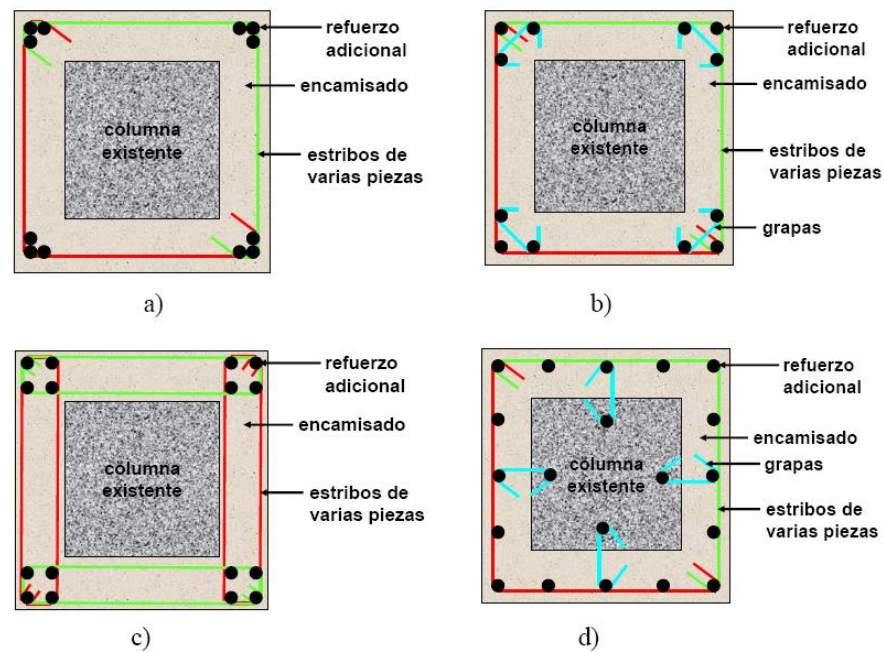 refuerzo
adicional
encamisado
columna
existente
estribos de
varias piezas
a)
refuerzo
adicional
encamisado
columna
existente
estribos de
varias piezas
grapas
b)
refuerzo
adicional
encamisado
columna
existente
estribos de
varias piezas
c)
refuerzo
adicional
encamisado
grapas
columna
existente
estribos de
varias piezas
d)